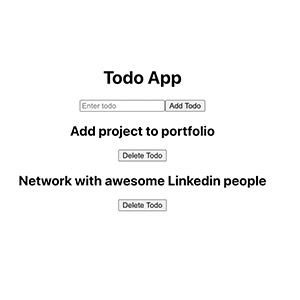 Todo App
Enter todo Add Todo
Add project to portfolio
Delete Todo
Network with awesome Linkedin people
Delete Todo